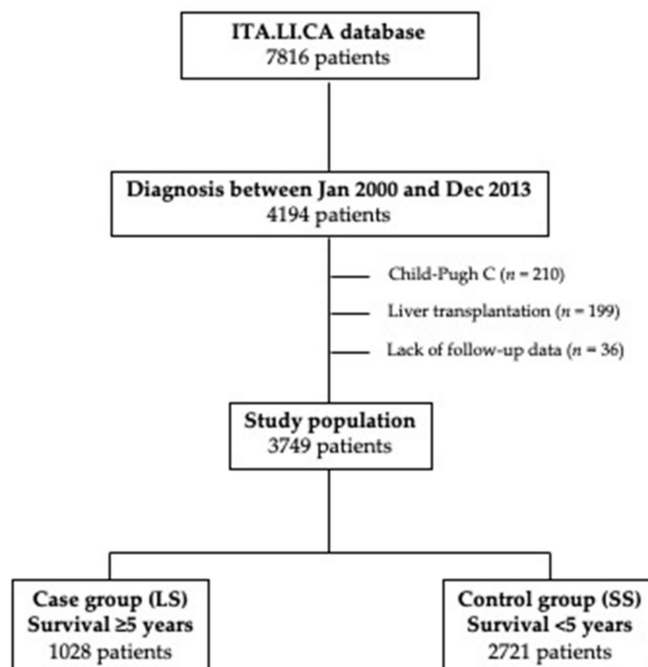 ITA.LI.CA database
7816 patients
Diagnosis between Jan 2000 and Dec 2013
4194 patients
Child-Pugh C (n = 210)
Liver transplantation (n = 199)
Lack of follow-up data (n = 36)
Study population
3749 patients
Case group (LS)
Survival ≥5 years
1028 patients
Control group (SS)
Survival <5 years
2721 patients